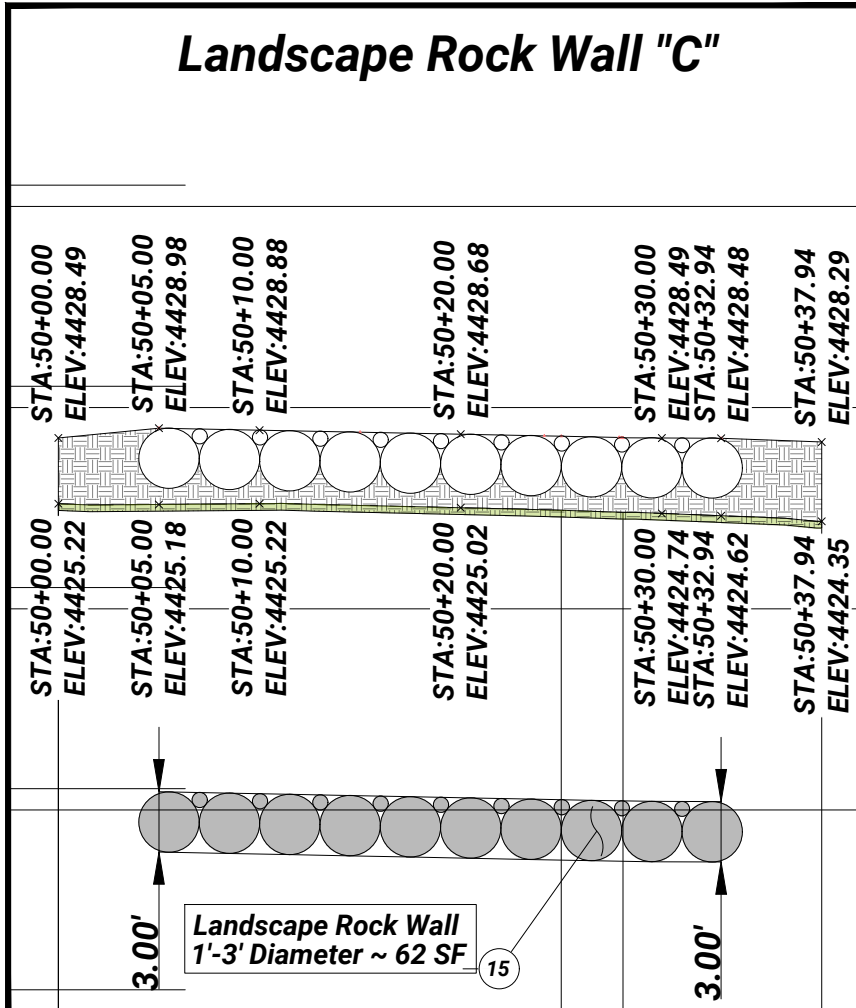 Landscape Rock Wall "C"
STA:50+00.00
ELEV:4428.49
STA:50+05.00
ELEV:4428.98
STA:50+10.00
ELEV:4428.88
STA:50+20.00
ELEV:4428.68
STA:50+30.00
ELEV:4428.49
STA:50+32.94
ELEV:4428.48
STA:50+37.94
ELEV:4428.29
STA:50+00.00
ELEV:4425.22
STA:50+05.00
ELEV:4425.18
STA:50+10.00
ELEV:4425.22
STA:50+20.00
ELEV:4425.02
STA:50+30.00
ELEV:4424.74
STA:50+32.94
ELEV:4424.62
STA:50+37.94
ELEV:4424.35
3.00'
Landscape Rock Wall
1'-3' Diameter ~ 62 SF
15
3.00'